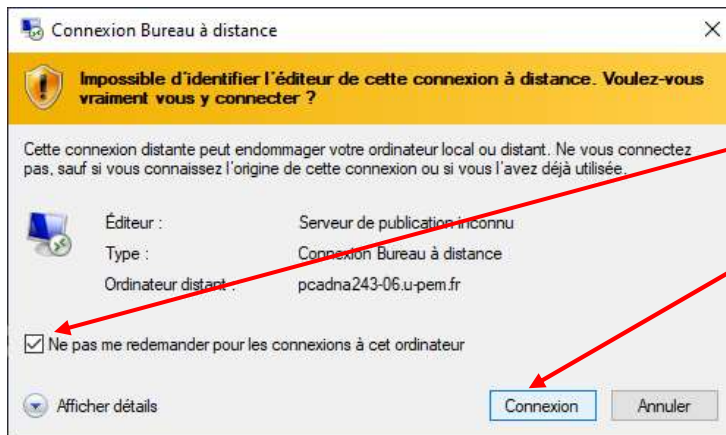 Connexion Bureau à distance
Impossible d'identifier l'éditeur de cette connexion à distance. Voulez-vous
vraiment vous y connecter ?
Cette connexion distante peut endommager votre ordinateur local ou distant. Ne vous connectez
pas, sauf si vous connaissez l'origine de cette connexion ou si vous l'avez déjà utilisée.
Éditeur : Serveur de publication inconnu
Type : Connexion Bureau à distance
Ordinateur distant : pcadna243-06.u-pem.fr
Ne pas me redemander pour les connexions à cet ordinateur
Afficher détails Connexion Annuler